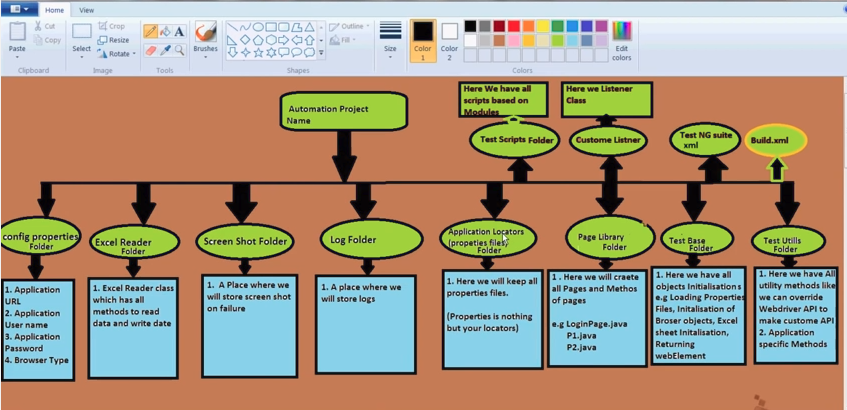 Home
View
Cut
Copy
Paste
Clipboard
Crop
Resize
Rotate
Select
Image
Tools
Brushes
Shapes
Outline
Fill
Size
Color
1
Color
2
Edit
colors
Colors
Automation Project
Name
Here We have all
scripts based on
Modules
Here We Listener
Class
Test Scripts Folder
Custome Listner
Test NG suite
xml
Build.xml
config properties
Folder
Excel Reader
Folder
Screen Shot Folder
Log Folder
Application Locators
(propeties files)
Folder
Page Library
Folder
Test Base
Folder
Test Utills
Folder
1. Application
URL
2. Application
User name
3. Application
Password
4. Browser Type
1. Excel Reader class
which has all
methods to read
data and write date
1. A Place where we
will store screen shot
on failure
1. A place where we
will store logs
1. Here we will keep all
properties files.
(Properties is nothing
but your locators)
1 . Here we will craete
all Pages and Methos
of pages
e.g LoginPage.java
P1.java
P2.java
1. Here we have all
objects Initialisations
e.g Loading Properties
Files, Initalisation of
Broser objects, Excel
sheet Initalisation,
Returning
webElement
1. Here we have All
utility methods like
we can override
Webdriver API to
make custome API
2. Application
specific Methods